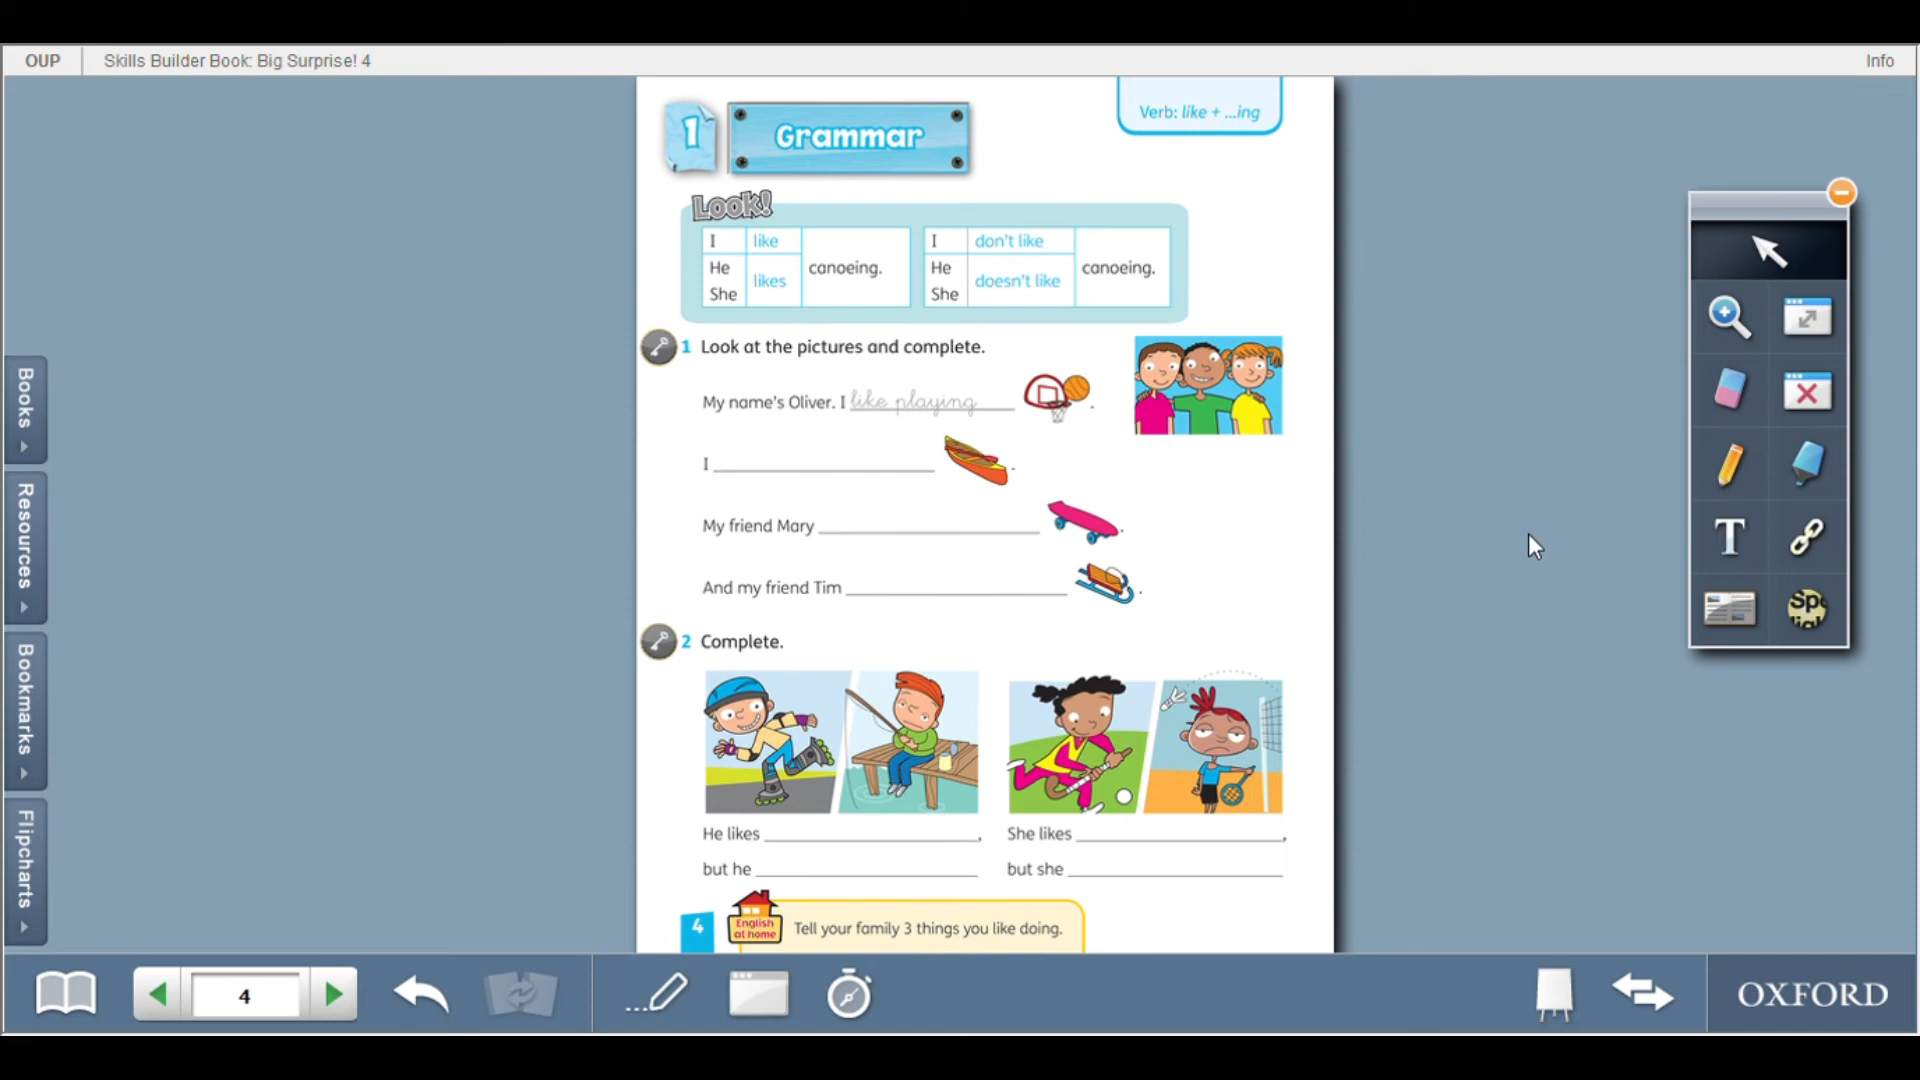 OUP
Skills Builder Book: Big Surprise! 4
Info
1
Grammar
Verb: like + ...ing
Look!
I like
He
She
likes
canoeing.
I don't like
He
She
doesn't like
canoeing.
1 Look at the pictures and complete.
My name's Oliver. I like playing .
I .
My friend Mary .
And my friend Tim .
2 Complete.
He likes ,
but he
She likes ,
but she
4
English
at home
Tell your family 3 things you like doing.
Books
Resources
Bookmarks
Flipcharts
T
Spo
4
OXFORD